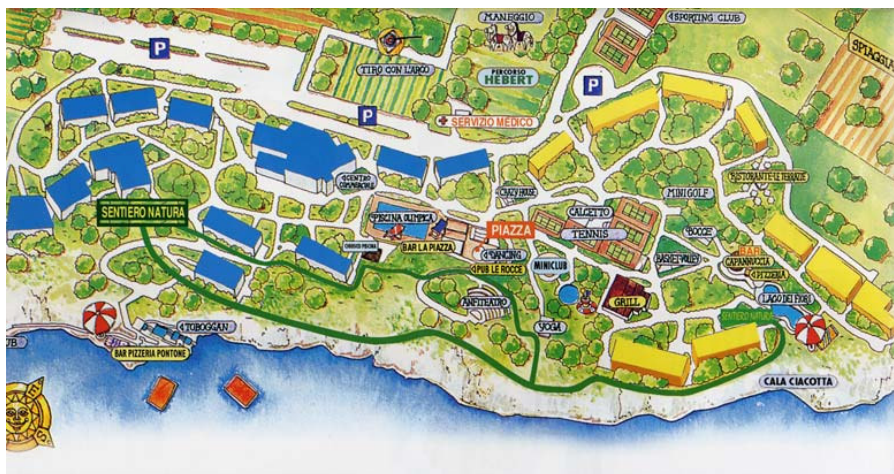 MANEGGIO
SPORTING CLUB
P
TIRO CON L'ARCO
PERCORSO
HEBERT
P
SPIAGGIA
P
SERVIZIO MEDICO
CENTRO
COMMERCIALE
CRAZY HOUSE
MINIGOLF
RISTORANTE LE TERRAZZE
SENTIERO NATURA
PISCINA OLIMPICA
PIAZZA
CALCETTO
TENNIS
BOCCE
BAR LA PIAZZA
DANCING
PUB LE ROCCE
MINICLUB
BASKET VOLLEY
BAR
CAPANNUCCIA
PIZZERIA
ANFITEATRO
GRILL
LAGO DEI FIORI
YOGA
SENTIERO NATURA
TOBOGGAN
UB
BAR PIZZERIA PONTONE
CALA CIACOTTA
E
S